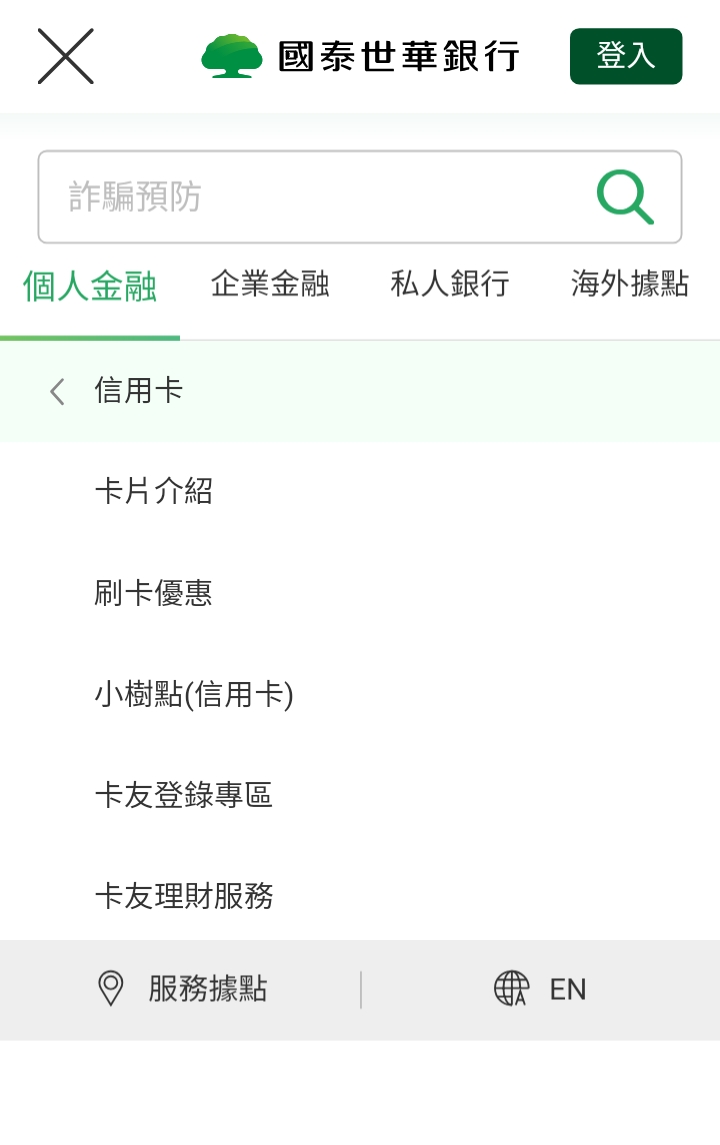 國泰世華銀行
登入
詐騙預防
個人金融 企業金融 私人銀行 海外據點
信用卡
卡片介紹
刷卡優惠
小樹點(信用卡)
卡友登錄專區
卡友理財服務
服務據點 EN